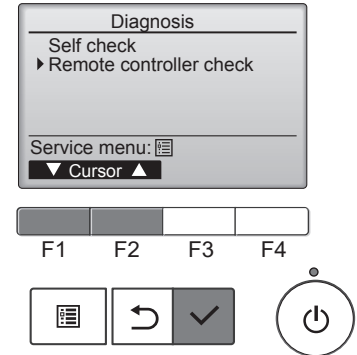 Diagnosis
Self check
Remote controller check
Service menu:
▼ Cursor ▲
F1 F2 F3 F4